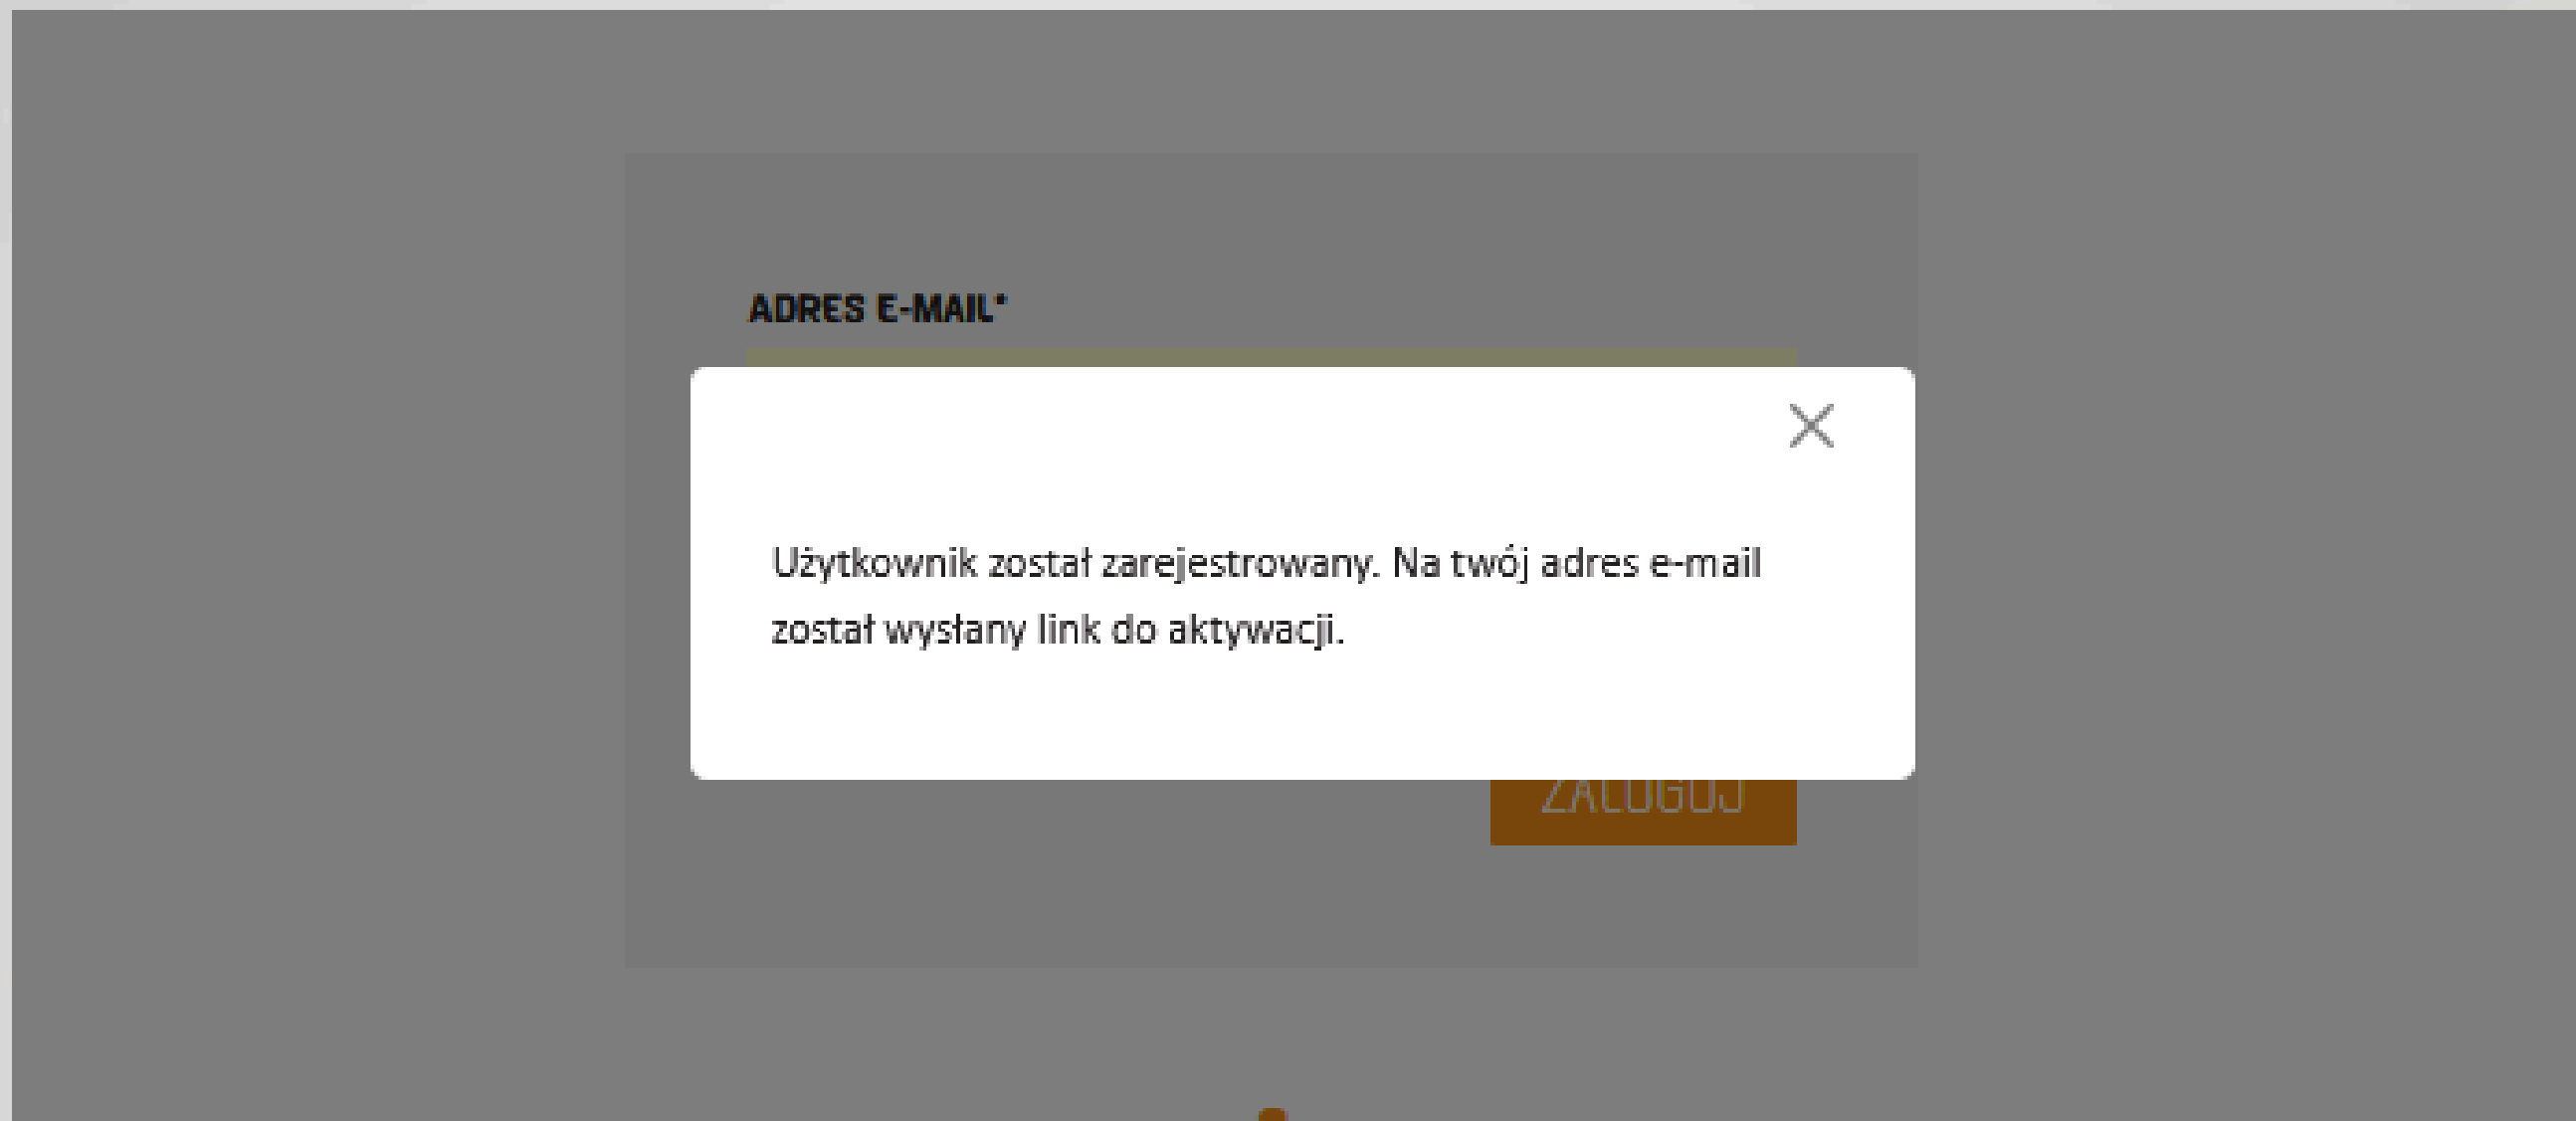 ADRES E-MAIL*
Użytkownik został zarejestrowany. Na twój adres e-mail
został wysłany link do aktywacji.
ZALOGUJ